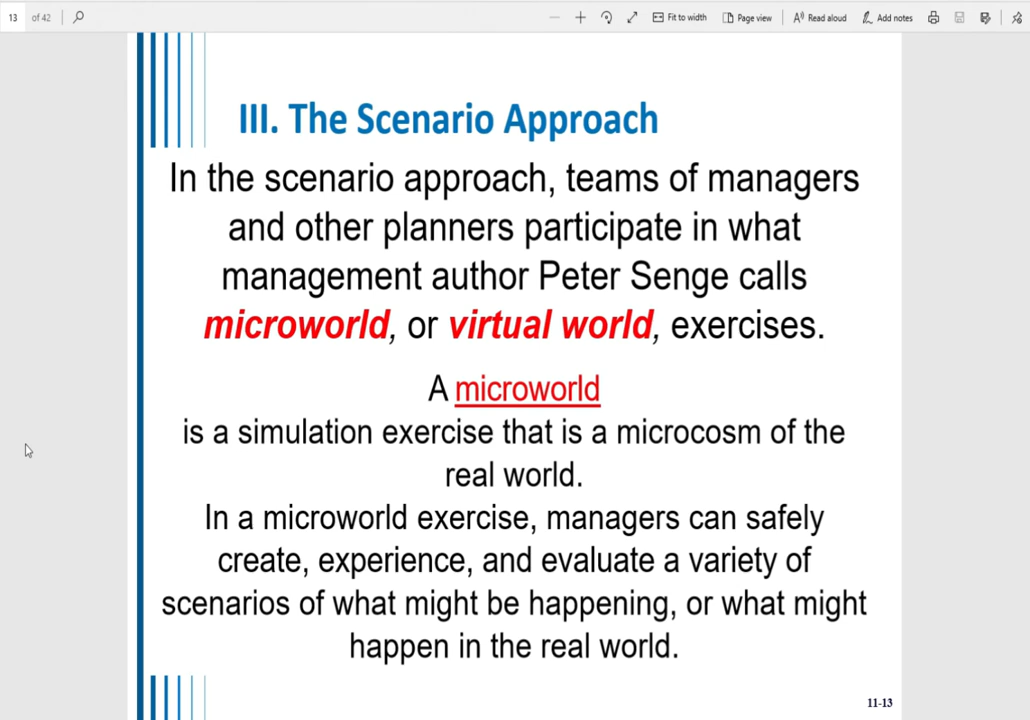 13 of 42
Fit to width
Page view
Read aloud
Add notes
III. The Scenario Approach
In the scenario approach, teams of managers
and other planners participate in what
management author Peter Senge calls
microworld, or virtual world, exercises.
A microworld
is a simulation exercise that is a microcosm of the
real world.
In a microworld exercise, managers can safely
create, experience, and evaluate a variety of
scenarios of what might be happening, or what might
happen in the real world.
11-13